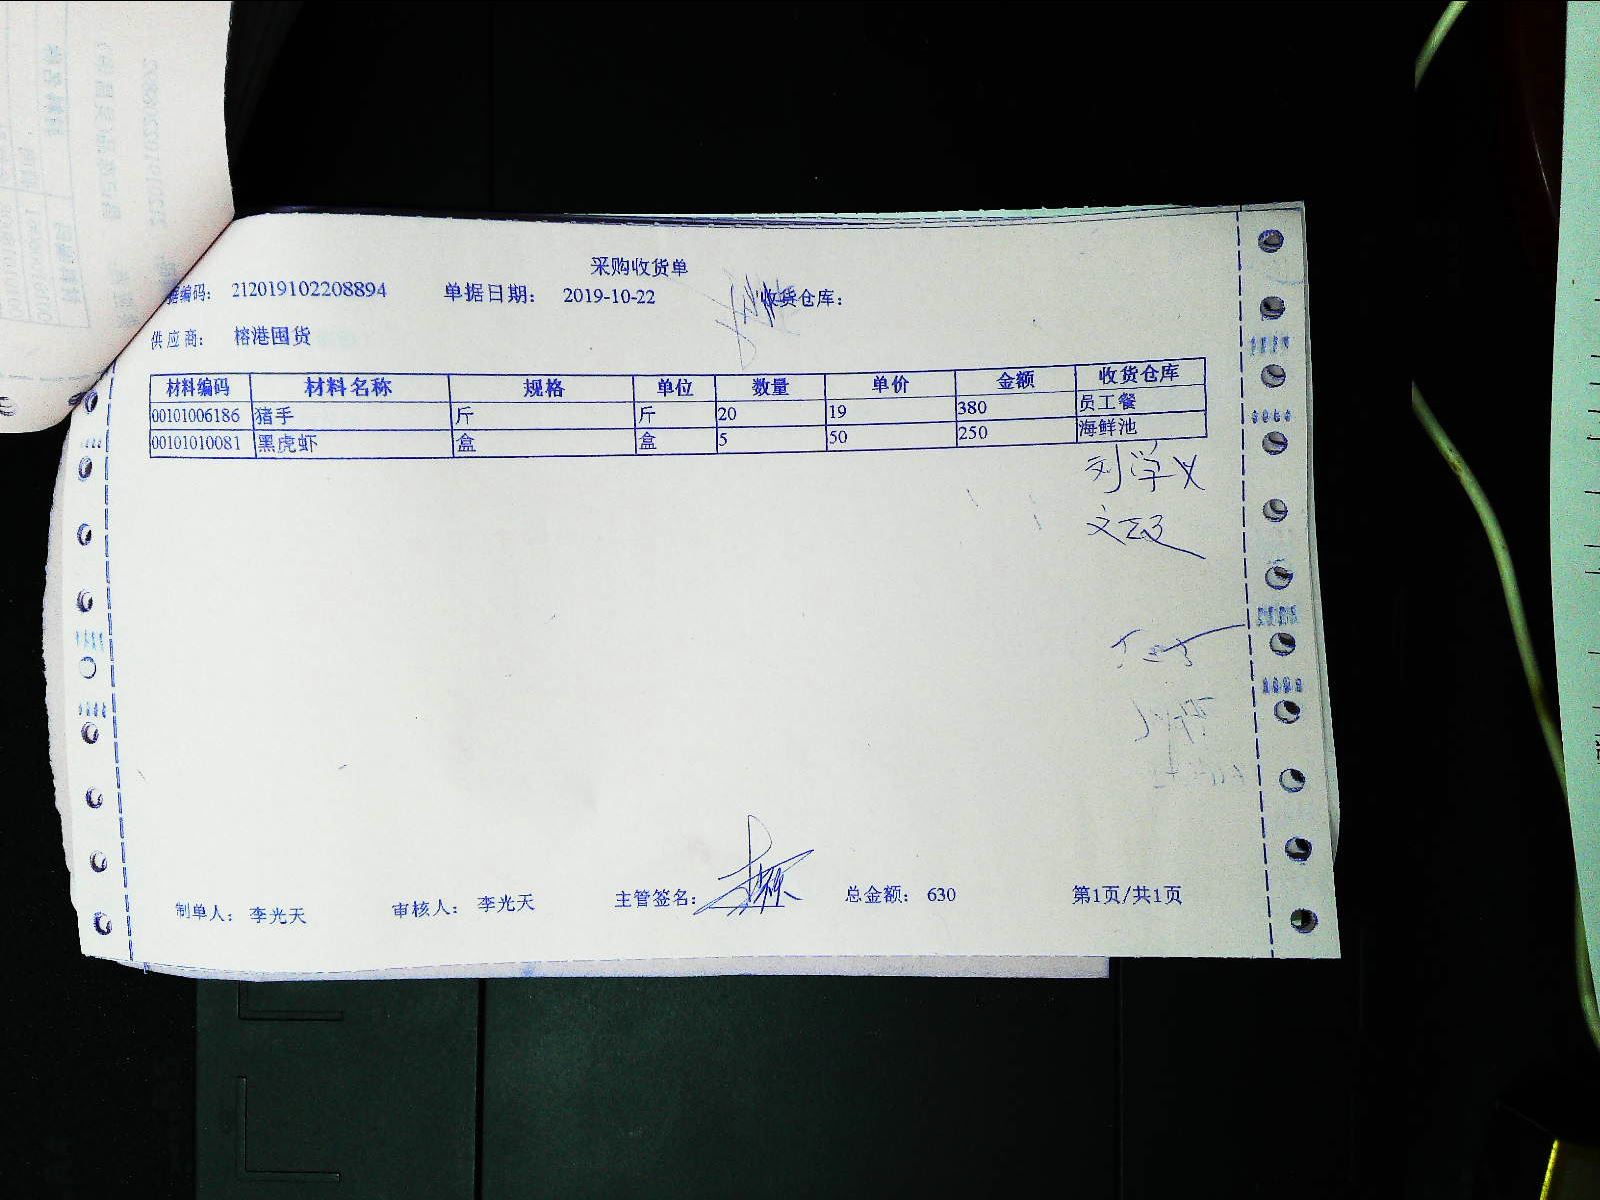 采购收货单
据编码: 212019102208894 单据日期: 2019-10-22 收货仓库:
供应商: 榕港囤货
材料编码 材料名称 规格 单位 数量 单价 金额 收货仓库
00101006186 猪手 斤 斤 20 19 380 员工餐
00101010081 黑虎虾 盒 盒 5 50 250 海鲜池
刘学义
制单人: 李光天 审核人: 李光天 主管签名: 总金额: 630 第1页/共1页